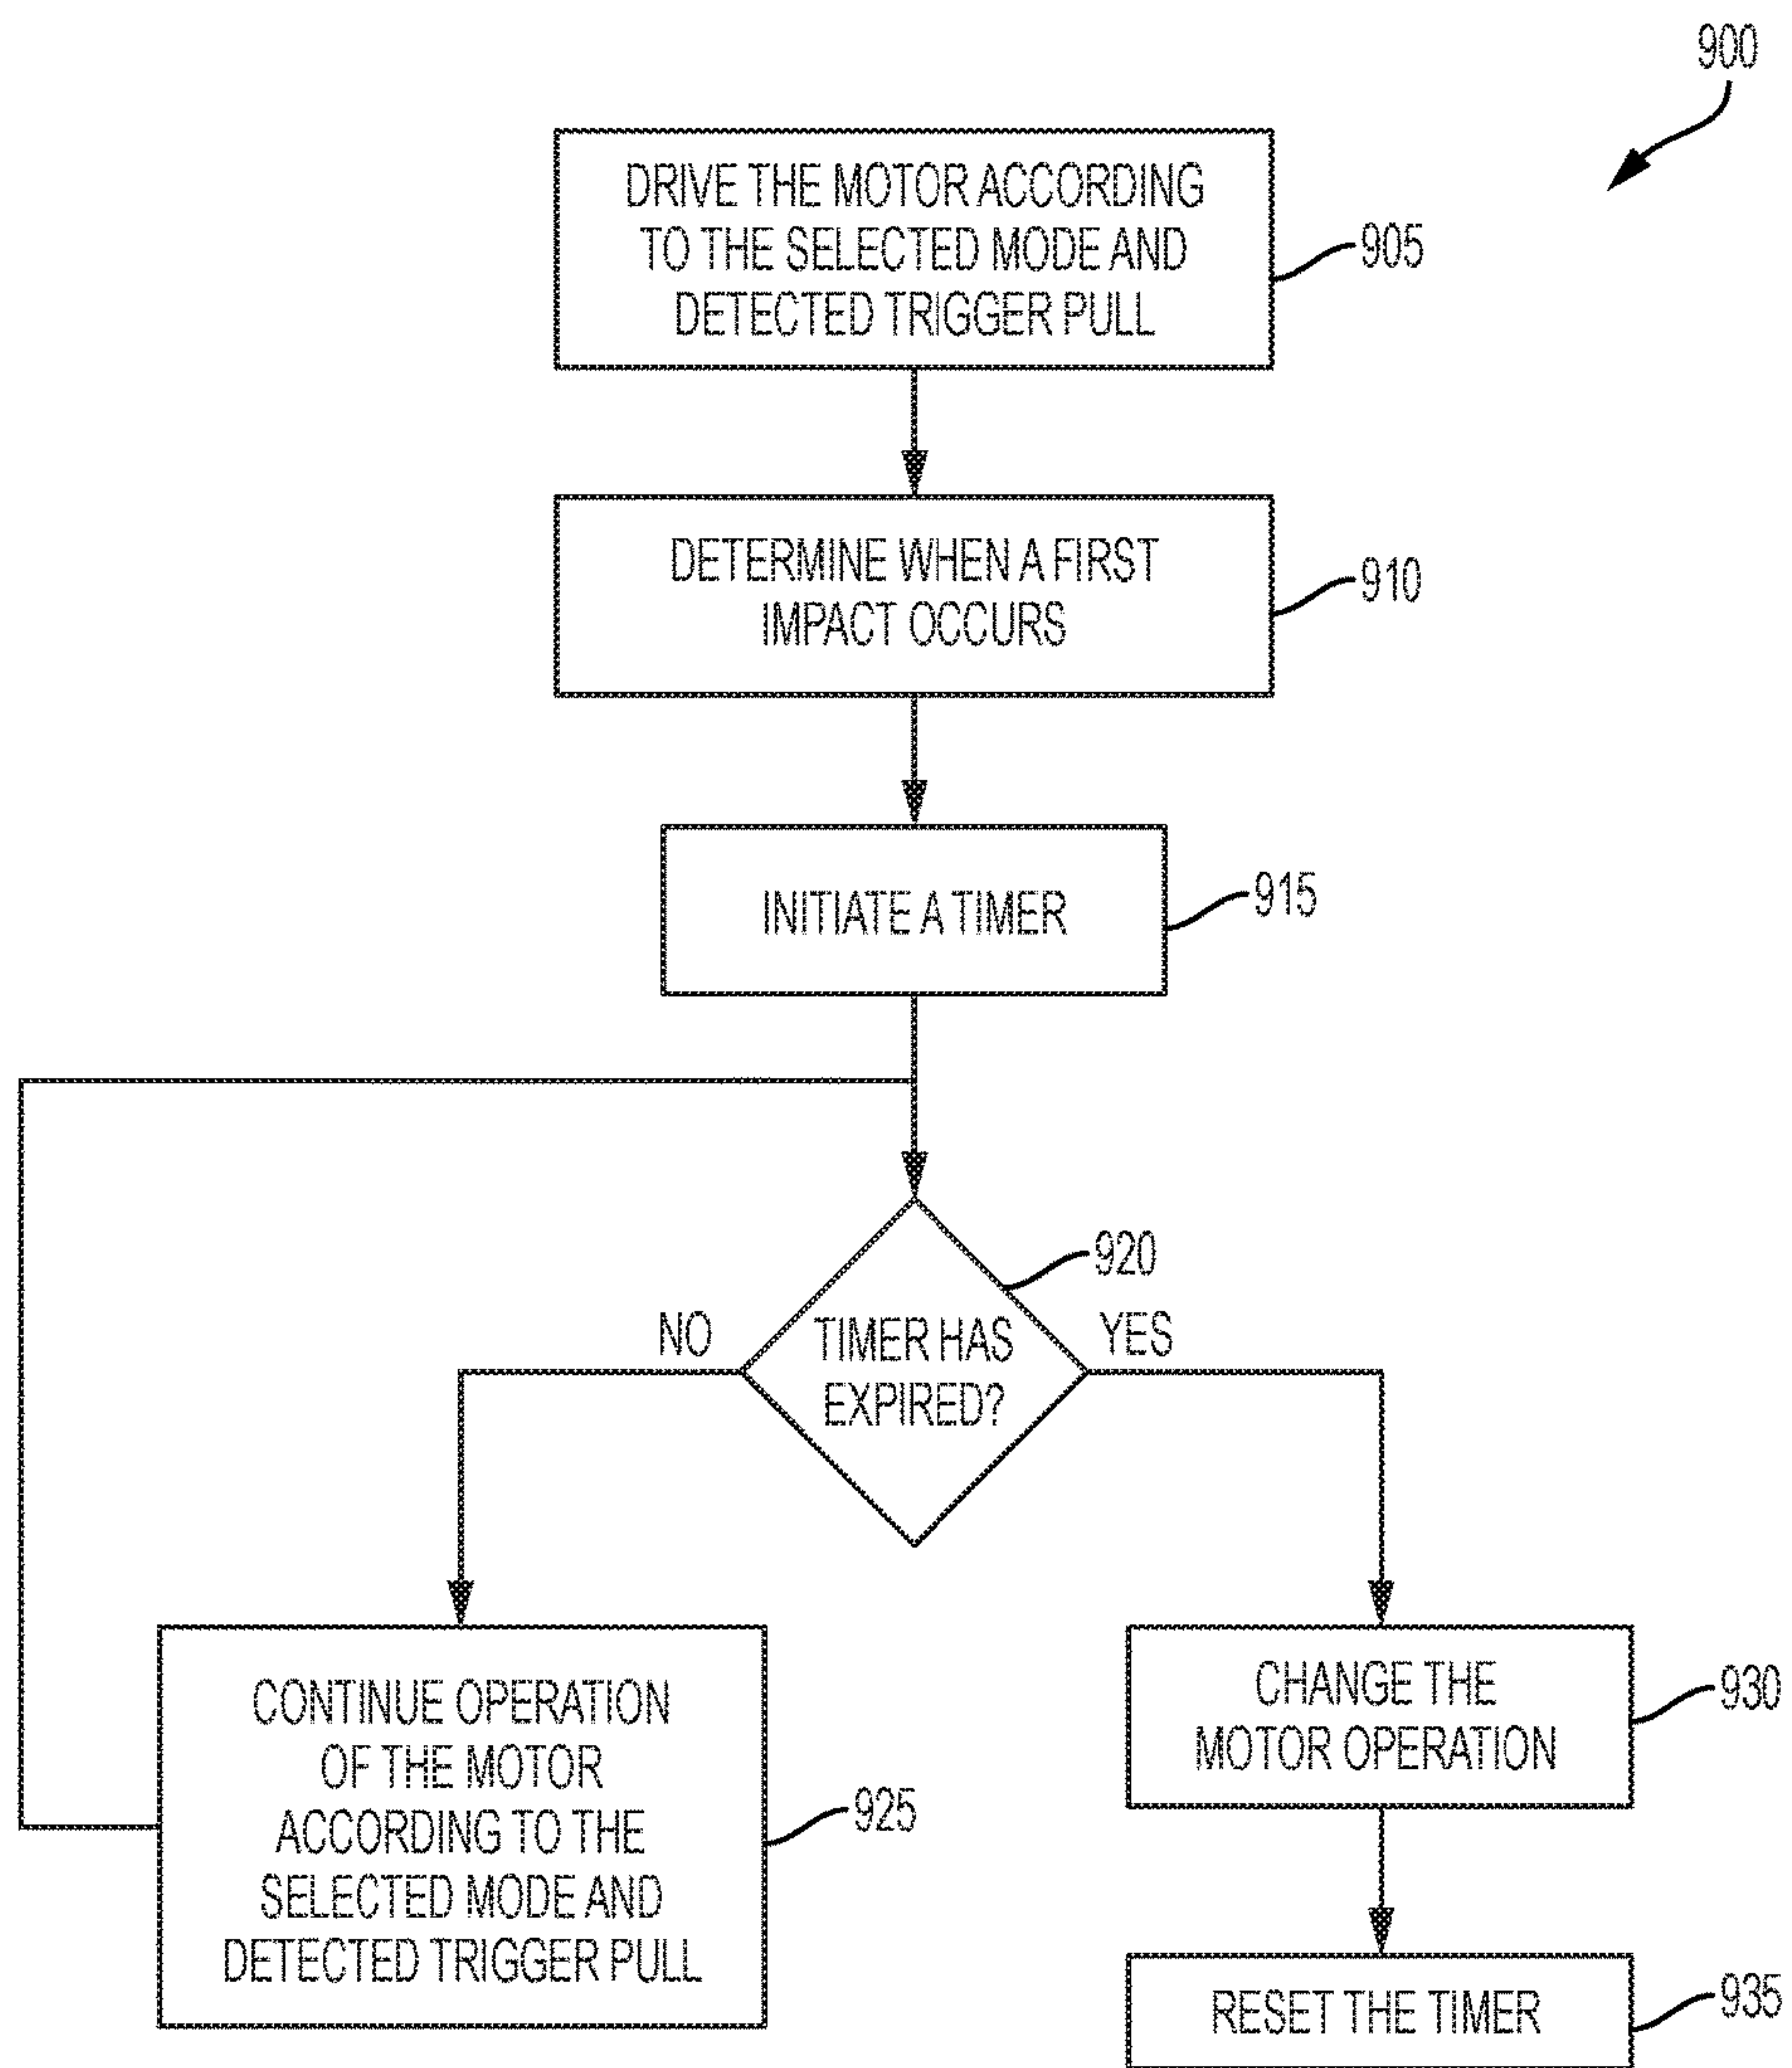 900
DRIVE THE MOTOR ACCORDING
TO THE SELECTED MODE AND
DETECTED TRIGGER PULL
905
DETERMINE WHEN A FIRST
IMPACT OCCURS
910
INITIATE A TIMER
915
920
NO
TIMER HAS
EXPIRED?
YES
CONTINUE OPERATION
OF THE MOTOR
ACCORDING TO THE
SELECTED MODE AND
DETECTED TRIGGER PULL
925
CHANGE THE
MOTOR OPERATION
930
RESET THE TIMER
935